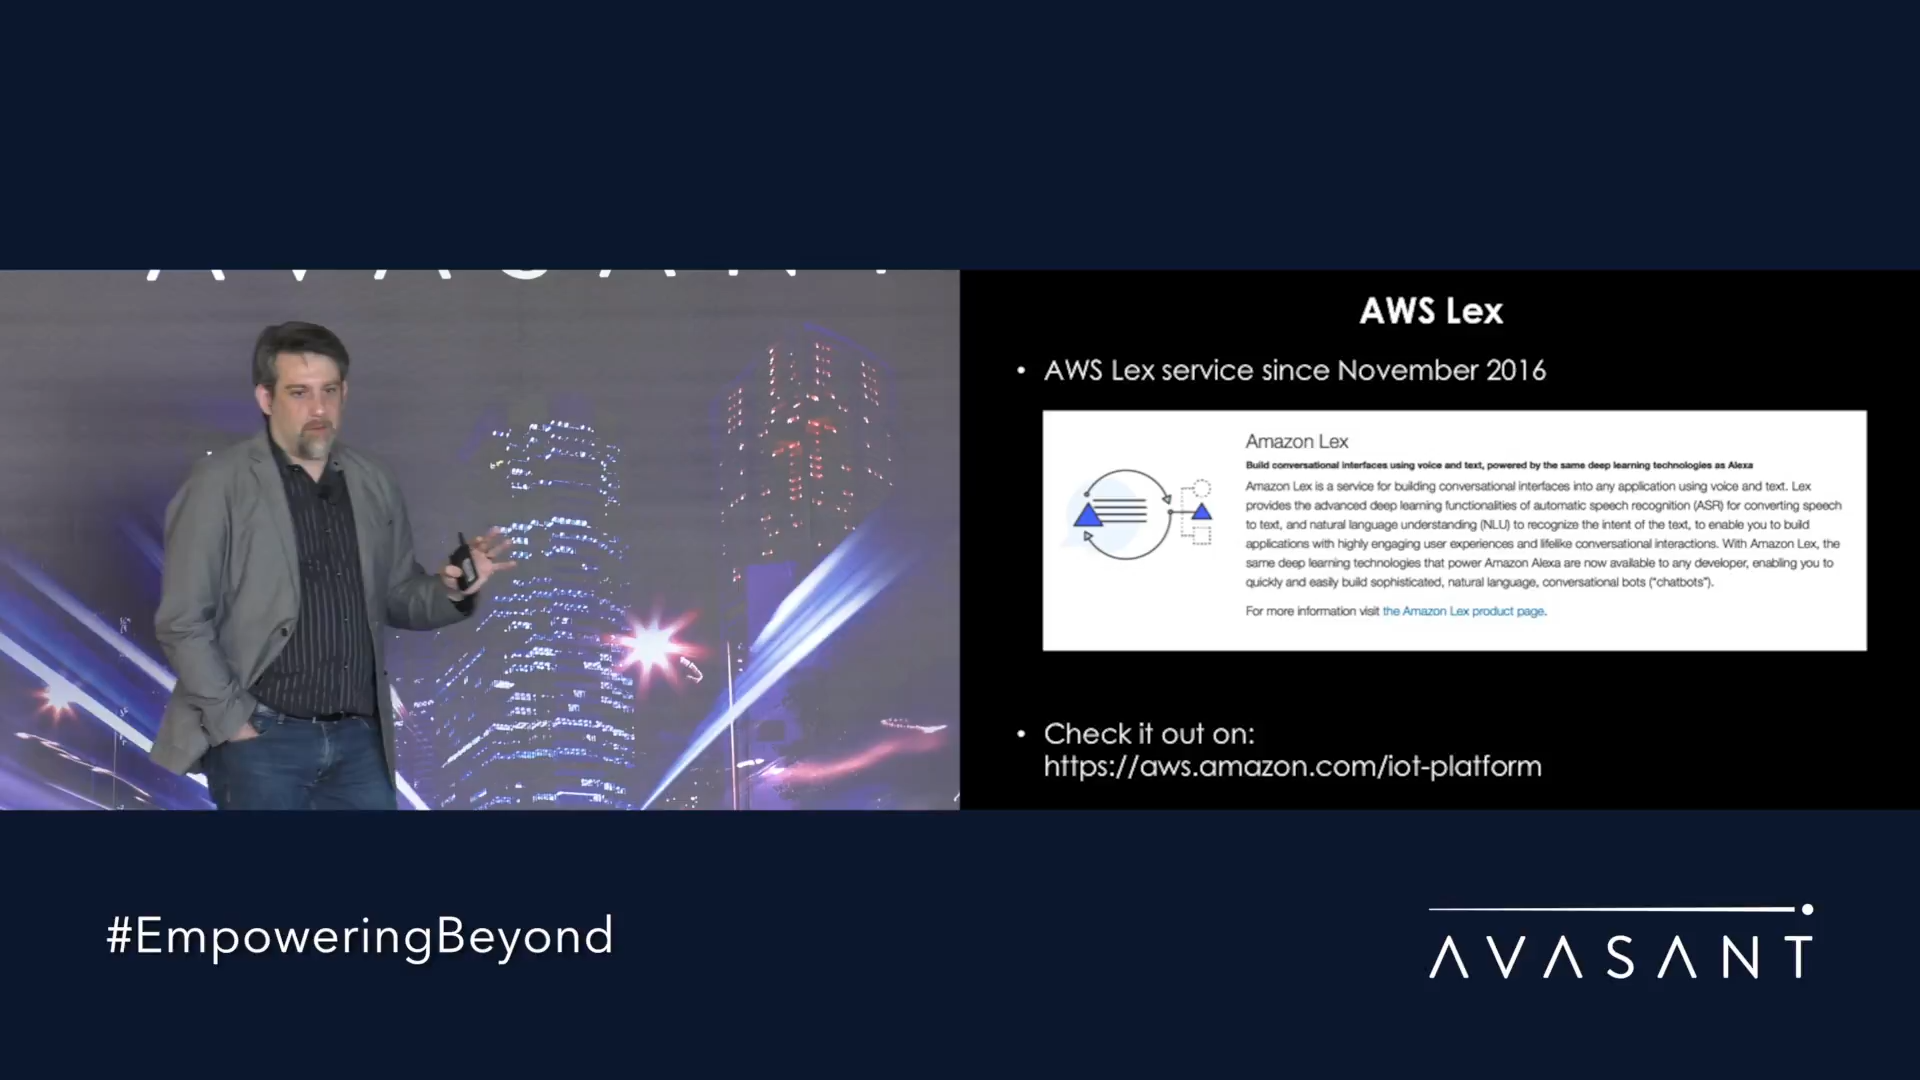 AVASANT
AWS Lex
• AWS Lex service since November 2016
Amazon Lex
Build conversational interfaces using voice and text, powered by the same deep learning technologies as Alexa
Amazon Lex is a service for building conversational interfaces into any application using voice and text. Lex
provides the advanced deep learning functionalities of automatic speech recognition (ASR) for converting speech
to text, and natural language understanding (NLU) to recognize the intent of the text, to enable you to build
applications with highly engaging user experiences and lifelike conversational interactions. With Amazon Lex, the
same deep learning technologies that power Amazon Alexa are now available to any developer, enabling you to
quickly and easily build sophisticated, natural language, conversational bots (“chatbots”).
For more information visit the Amazon Lex product page.
• Check it out on:
https://aws.amazon.com/iot-platform
#EmpoweringBeyond
AVASANT